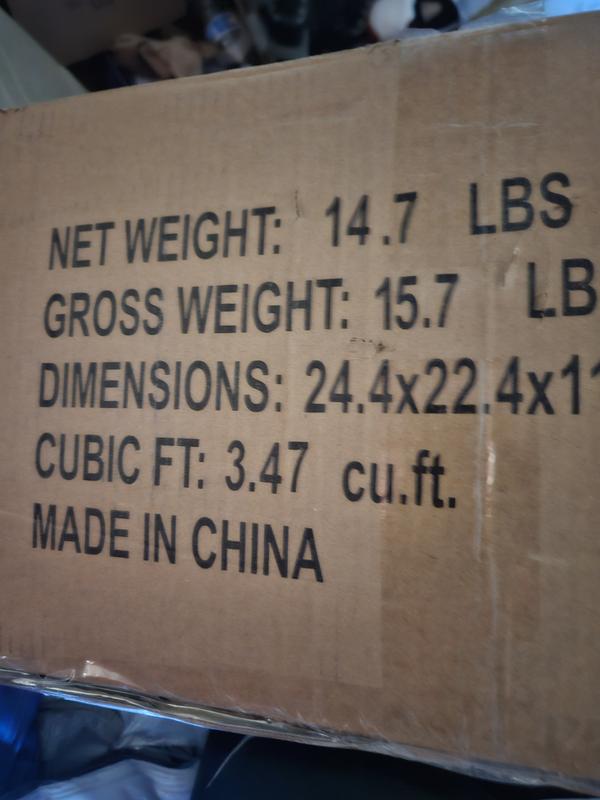 NET WEIGHT: 14.7 LBS
GROSS WEIGHT: 15.7 LB
DIMENSIONS: 24.4x22.4x1
CUBIC FT: 3.47 cu.ft.
MADE IN CHINA